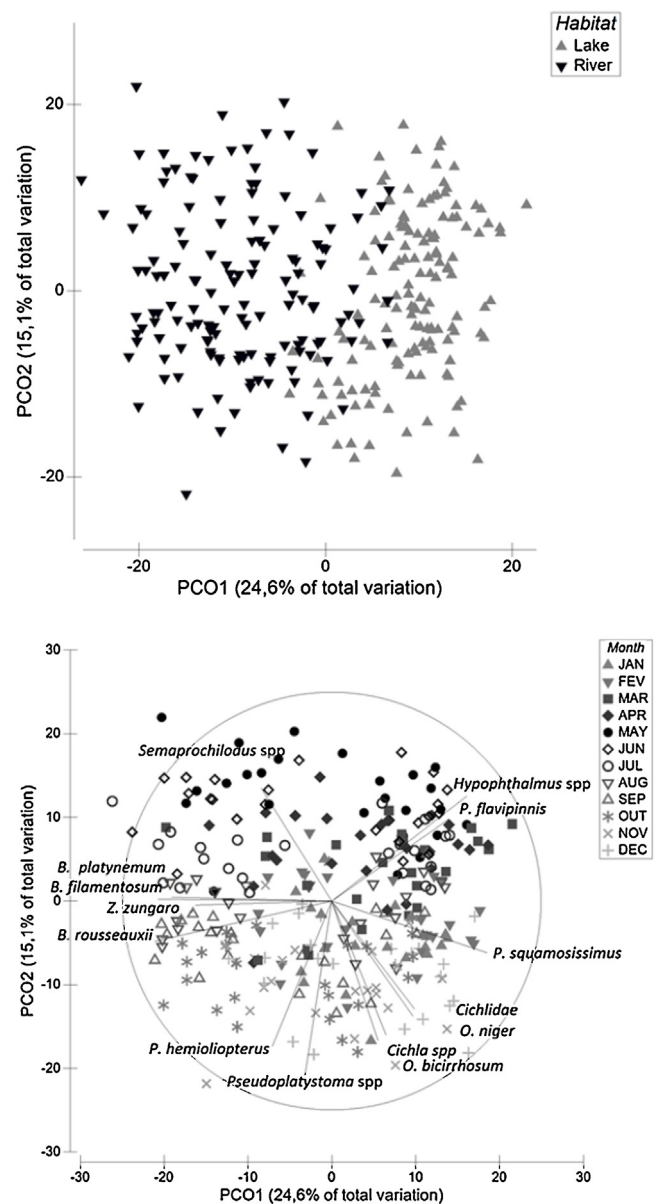 Habitat
Lake
River
20
0
-20
PCO2 (15,1% of total variation)
-20
0
20
PCO1 (24,6% of total variation)
30
20
10
0
-10
-20
-30
PCO2 (15,1% of total variation)
Semaprochilodus spp
Hypophthalmus spp
P. flavipinnis
B. platynemum
B. filamentosum
Z. zungaro
B. rousseauxii
P. squamosissimus
Cichlidae
O. niger
P. hemioliopterus
Cichla spp
O. bicirrhosum
Pseudoplatystoma spp
-30
-20
-10
0
10
20
30
PCO1 (24,6% of total variation)
Month
JAN
FEV
MAR
APR
MAY
JUN
JUL
AUG
SEP
OUT
NOV
DEC